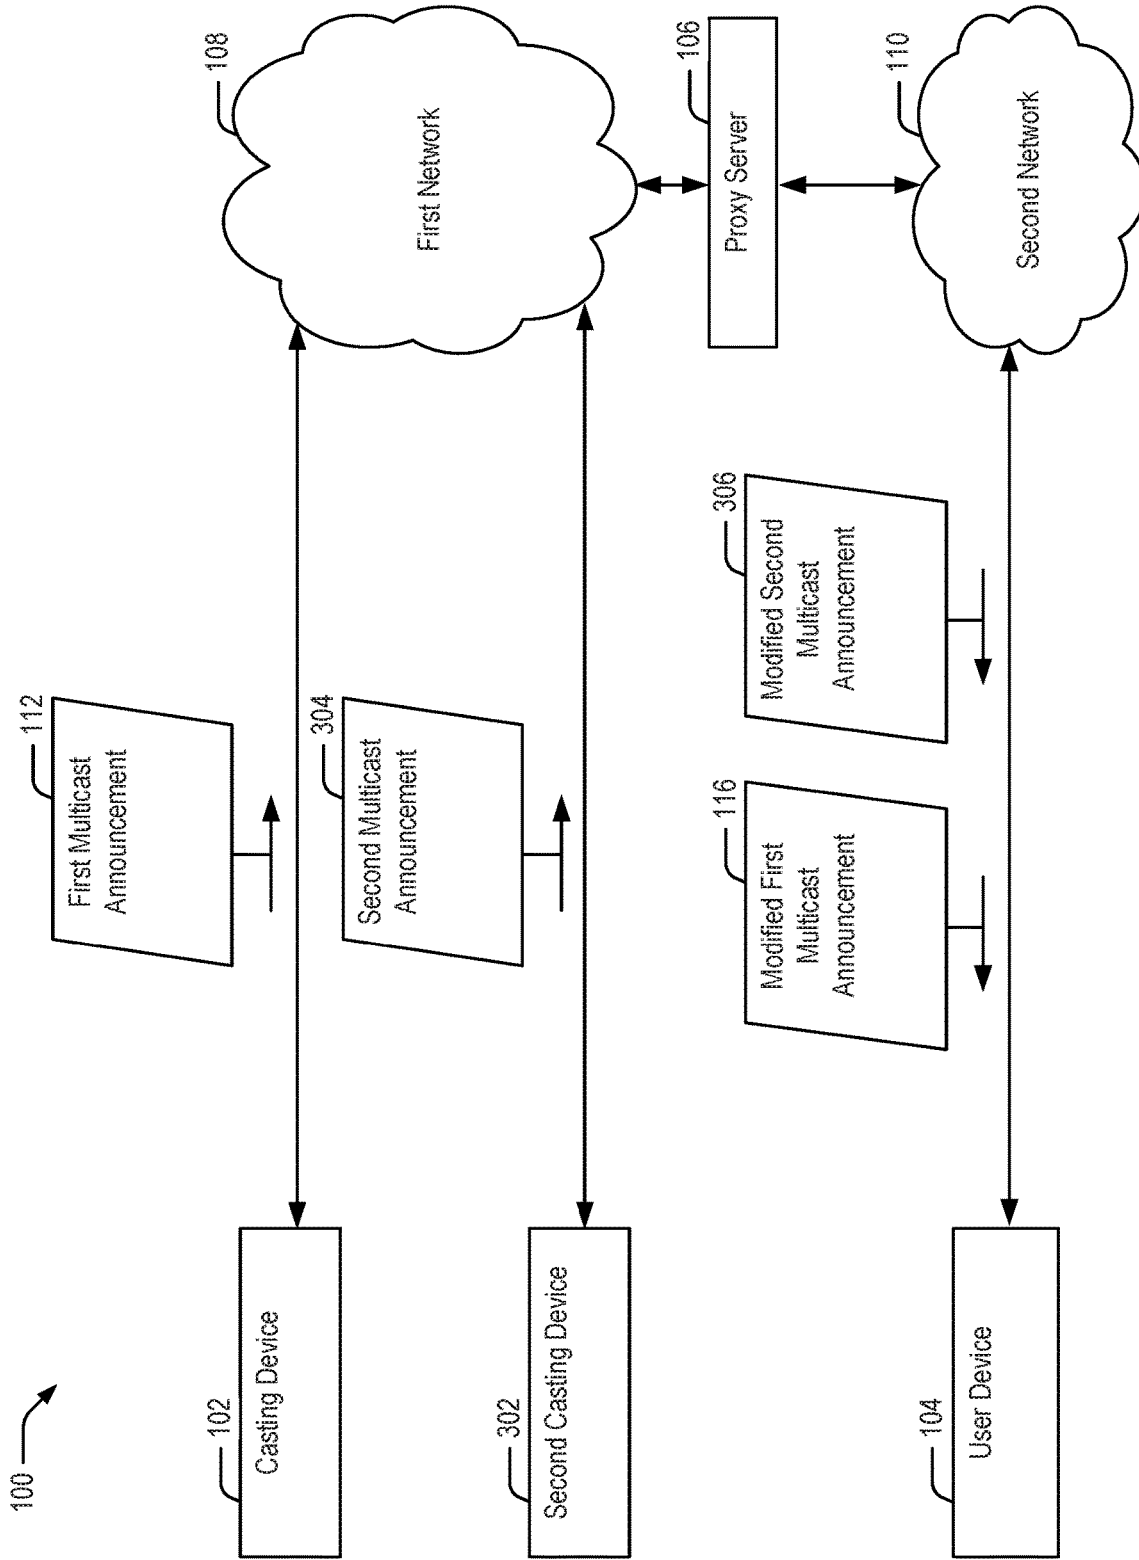 100
102
Casting Device
112
First Multicast
Announcement
108
First Network
302
Second Casting Device
304
Second Multicast
Announcement
106
Proxy Server
104
User Device
116
Modified First
Multicast
Announcement
306
Modified Second
Multicast
Announcement
110
Second Network